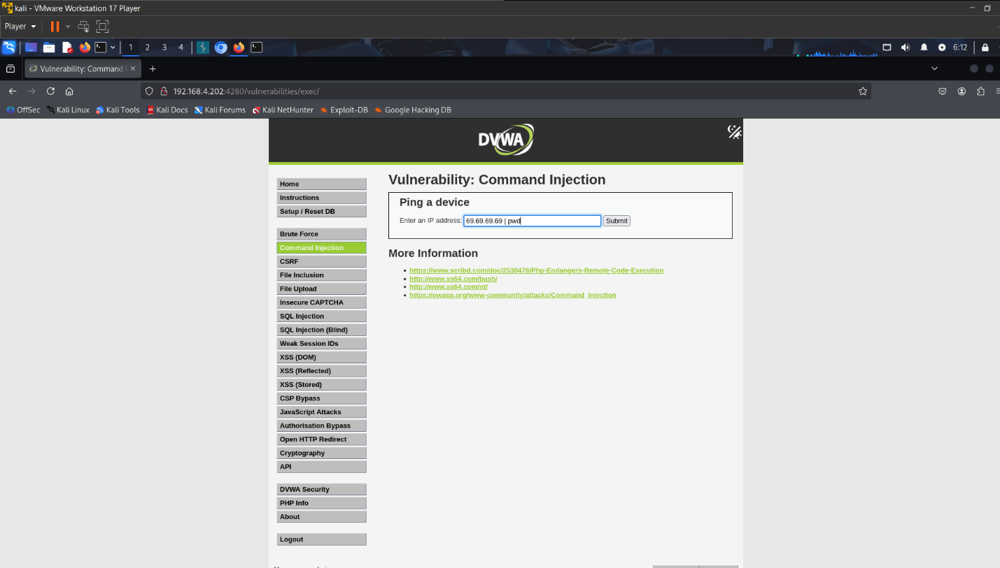 kali - VMware Workstation 17 Player
Player
1 2 3 4 6:12
Vulnerability: Command
192.168.4.202:4280/vulnerabilities/exec/
OffSec Kali Linux Kali Tools Kali Docs Kali Forums Kali NetHunter Exploit-DB Google Hacking DB
DVWA
Home
Instructions
Setup / Reset DB
Brute Force
Command Injection
CSRF
File Inclusion
File Upload
Insecure CAPTCHA
SQL Injection
SQL Injection (Blind)
Weak Session IDs
XSS (DOM)
XSS (Reflected)
XSS (Stored)
CSP Bypass
JavaScript Attacks
Authorisation Bypass
Open HTTP Redirect
Cryptography
API
DVWA Security
PHP Info
About
Logout
Vulnerability: Command Injection
Ping a device
Enter an IP address: 69.69.69.69 | pwd Submit
More Information
https://www.scribd.com/doc/2530476/Php-Endangers-Remote-Code-Execution
http://www.ss64.com/bash/
http://www.ss64.com/nt/
https://owasp.org/www-community/attacks/Command_Injection